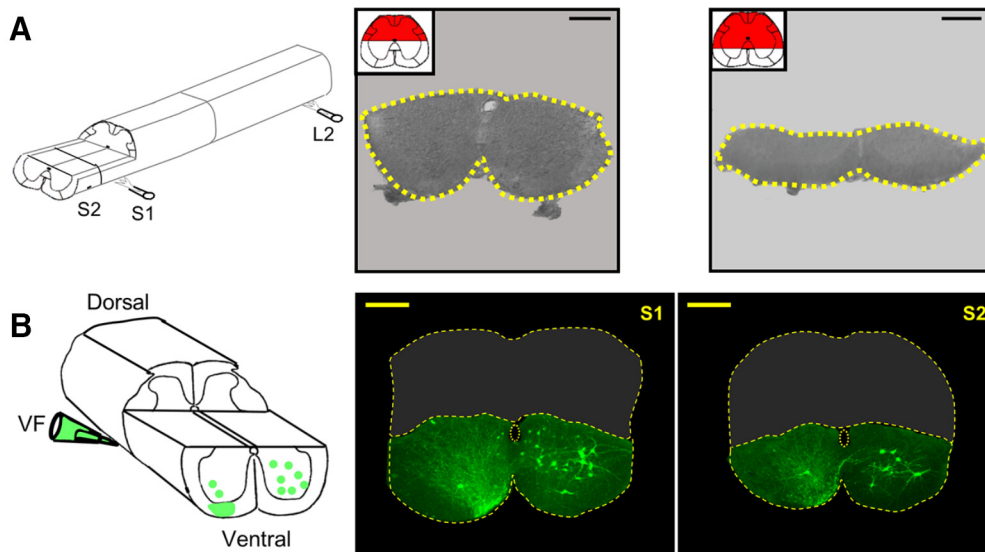 A
L2
S2
S1
B
Dorsal
VF
Ventral
S1
S2